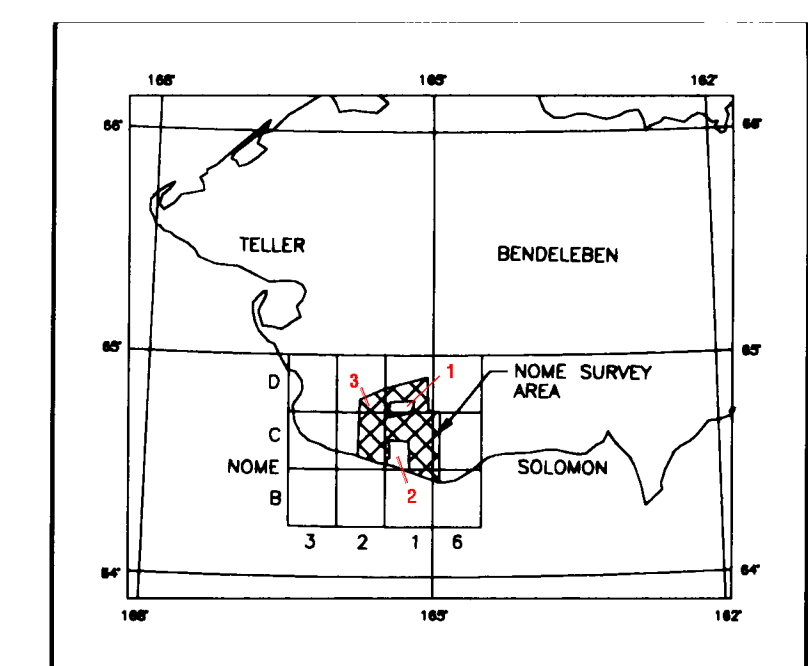 168° 165° 162°
66° 66°
TELLER
BENDELEBEN
65° 65°
D 3 1 NOME SURVEY
AREA
C
NOME SOLOMON
B 2
3 2 1 6
64° 64°
168° 165° 162°